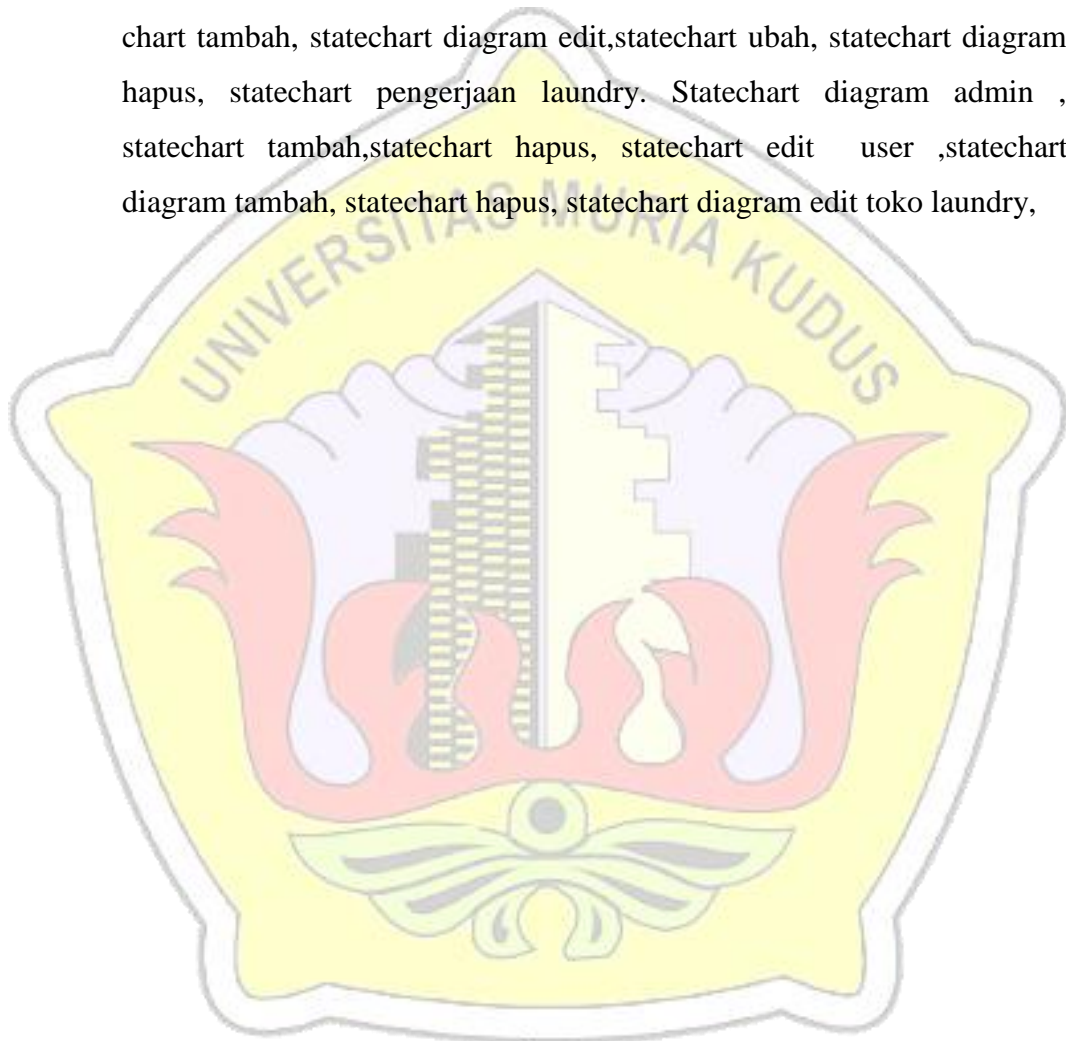 chart tambah, statechart diagram edit,statechart ubah, statechart diagram
hapus, statechart pengerjaan laundry. Statechart diagram admin ,
statechart tambah,statechart hapus, statechart edit user ,statechart
diagram tambah, statechart hapus, statechart diagram edit toko laundry,
UNIVERSITAS MURIA KUDUS